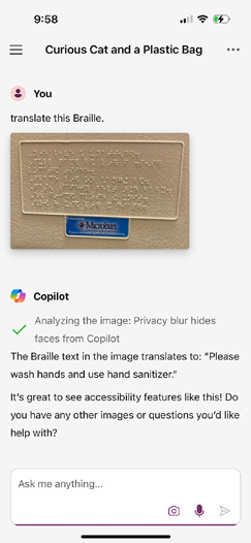 9:58
Curious Cat and a Plastic Bag
You
translate this Braille.
Microban
Copilot
Analyzing the image: Privacy blur hides
faces from Copilot
The Braille text in the image translates to: "Please
wash hands and use hand sanitizer."
It's great to see accessibility features like this! Do
you have any other images or questions you'd like
help with?
Ask me anything...